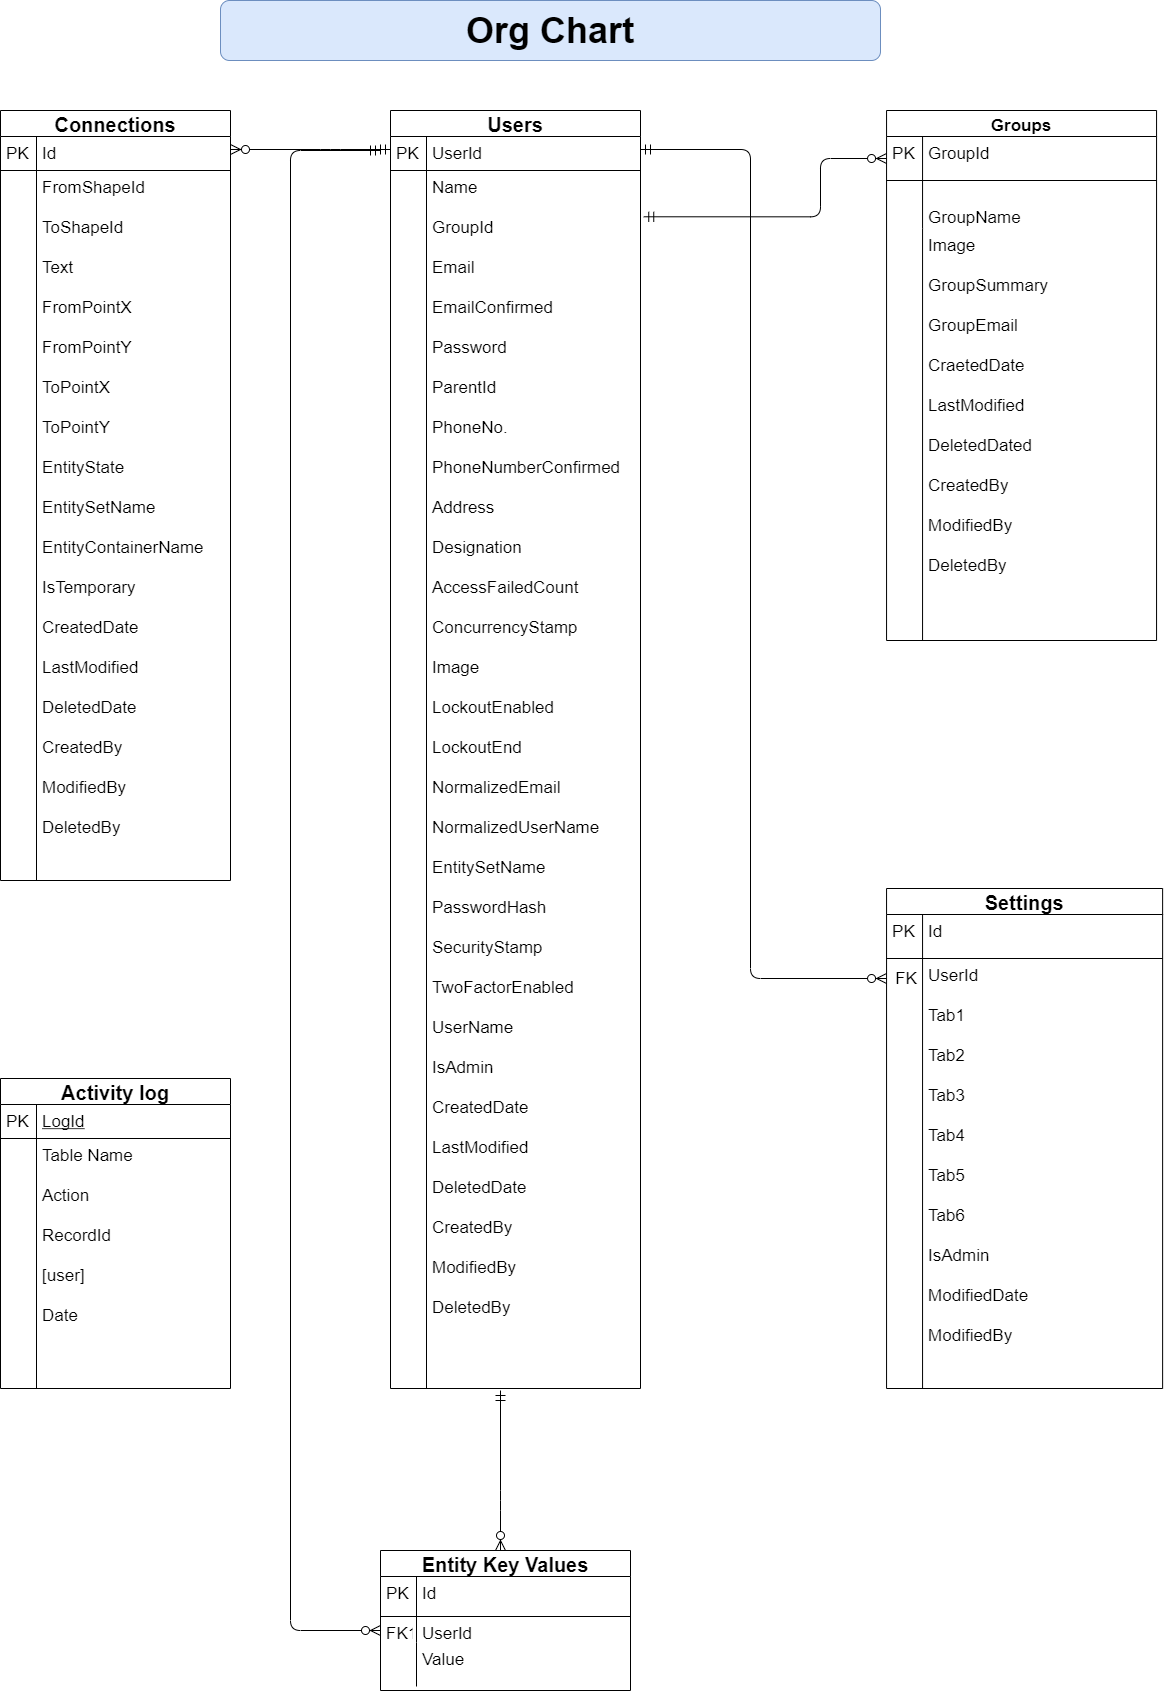 Org Chart
Connections
PK Id
FromShapeId
ToShapeId
Text
FromPointX
FromPointY
ToPointX
ToPointY
EntityState
EntitySetName
EntityContainerName
IsTemporary
CreatedDate
LastModified
DeletedDate
CreatedBy
ModifiedBy
DeletedBy
Users
PK UserId
Name
GroupId
Email
EmailConfirmed
Password
ParentId
PhoneNo.
PhoneNumberConfirmed
Address
Designation
AccessFailedCount
ConcurrencyStamp
Image
LockoutEnabled
LockoutEnd
NormalizedEmail
NormalizedUserName
EntitySetName
PasswordHash
SecurityStamp
TwoFactorEnabled
UserName
IsAdmin
CreatedDate
LastModified
DeletedDate
CreatedBy
ModifiedBy
DeletedBy
Groups
PK GroupId
GroupName
Image
GroupSummary
GroupEmail
CraetedDate
LastModified
DeletedDated
CreatedBy
ModifiedBy
DeletedBy
Settings
PK Id
FK UserId
Tab1
Tab2
Tab3
Tab4
Tab5
Tab6
IsAdmin
ModifiedDate
ModifiedBy
Activity log
PK LogId
Table Name
Action
RecordId
[user]
Date
Entity Key Values
PK Id
FK UserId
Value